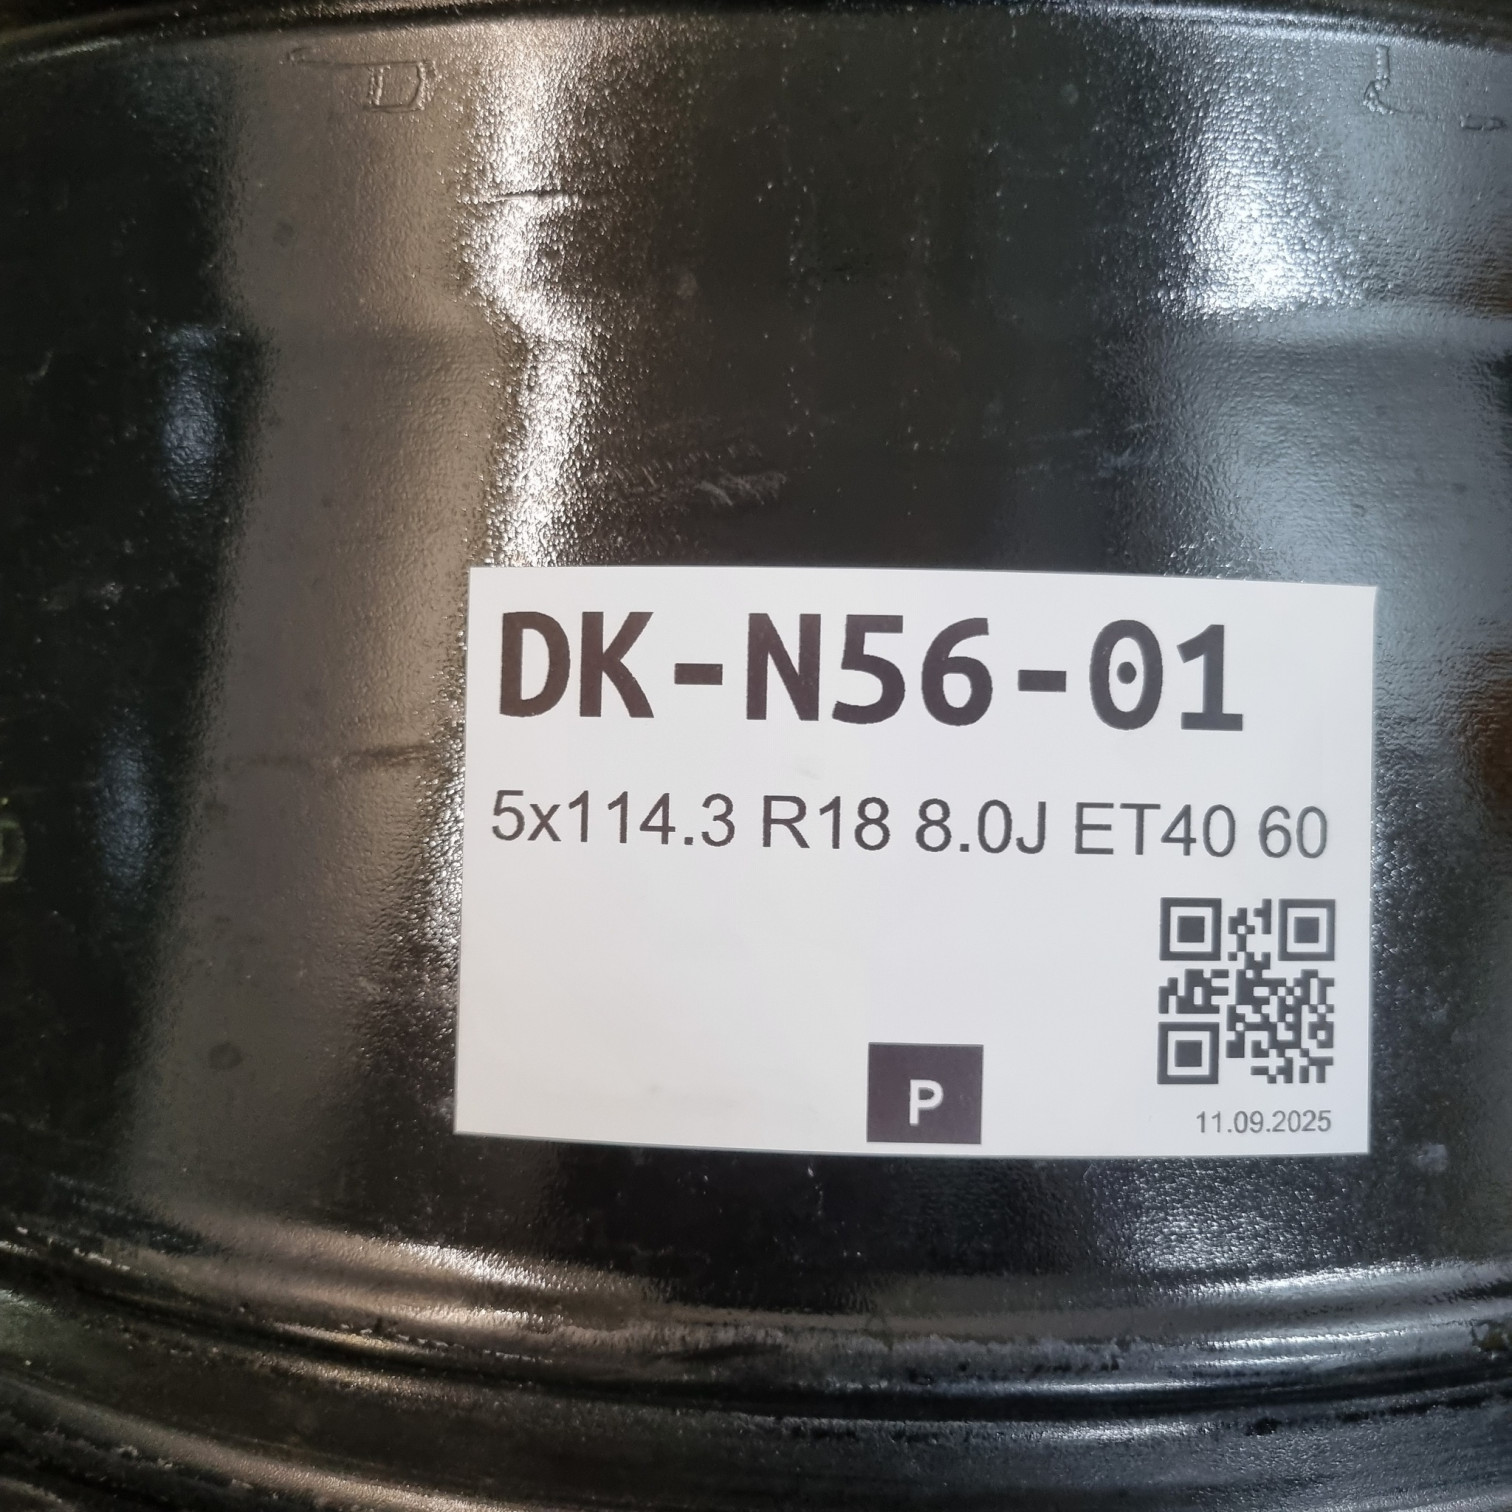 DK-N56-01
5x114.3 R18 8.0J ET40 60
P
11.09.2025